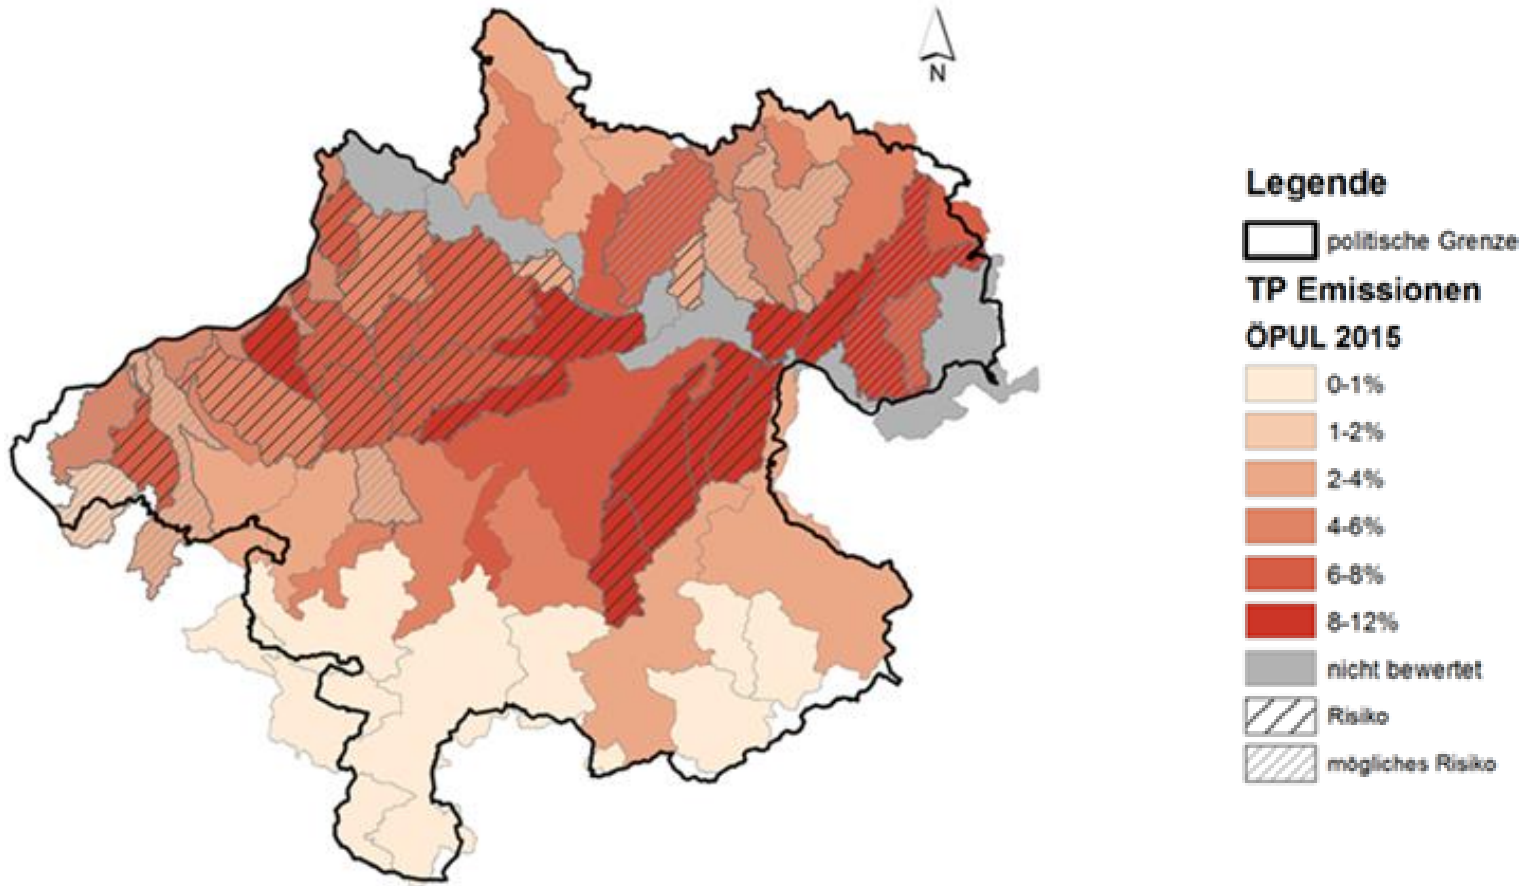 N
Legende
politische Grenze
TP Emissionen
ÖPUL 2015
0-1%
1-2%
2-4%
4-6%
6-8%
8-12%
nicht bewertet
Risiko
mögliches Risiko